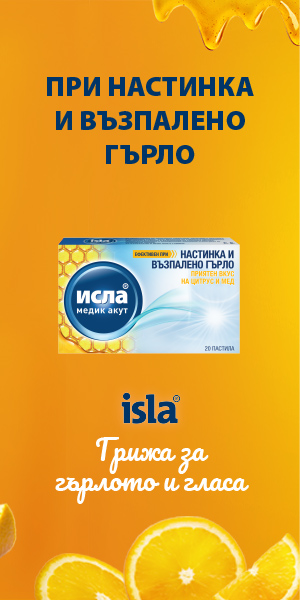 ПРИ НАСТИНКА
И ВЪЗПАЛЕНО
ГЪРЛО
ЕФЕКТИВЕН ПРИ
НАСТИНКА И
ВЪЗПАЛЕНО ГЪРЛО
ПРИЯТЕН ВКУС
НА ЦИТРУС И МЕД
ИСЛА®
медик акут
20 ПАСТИЛА
isla®
Грижа за
гърлото и гласа